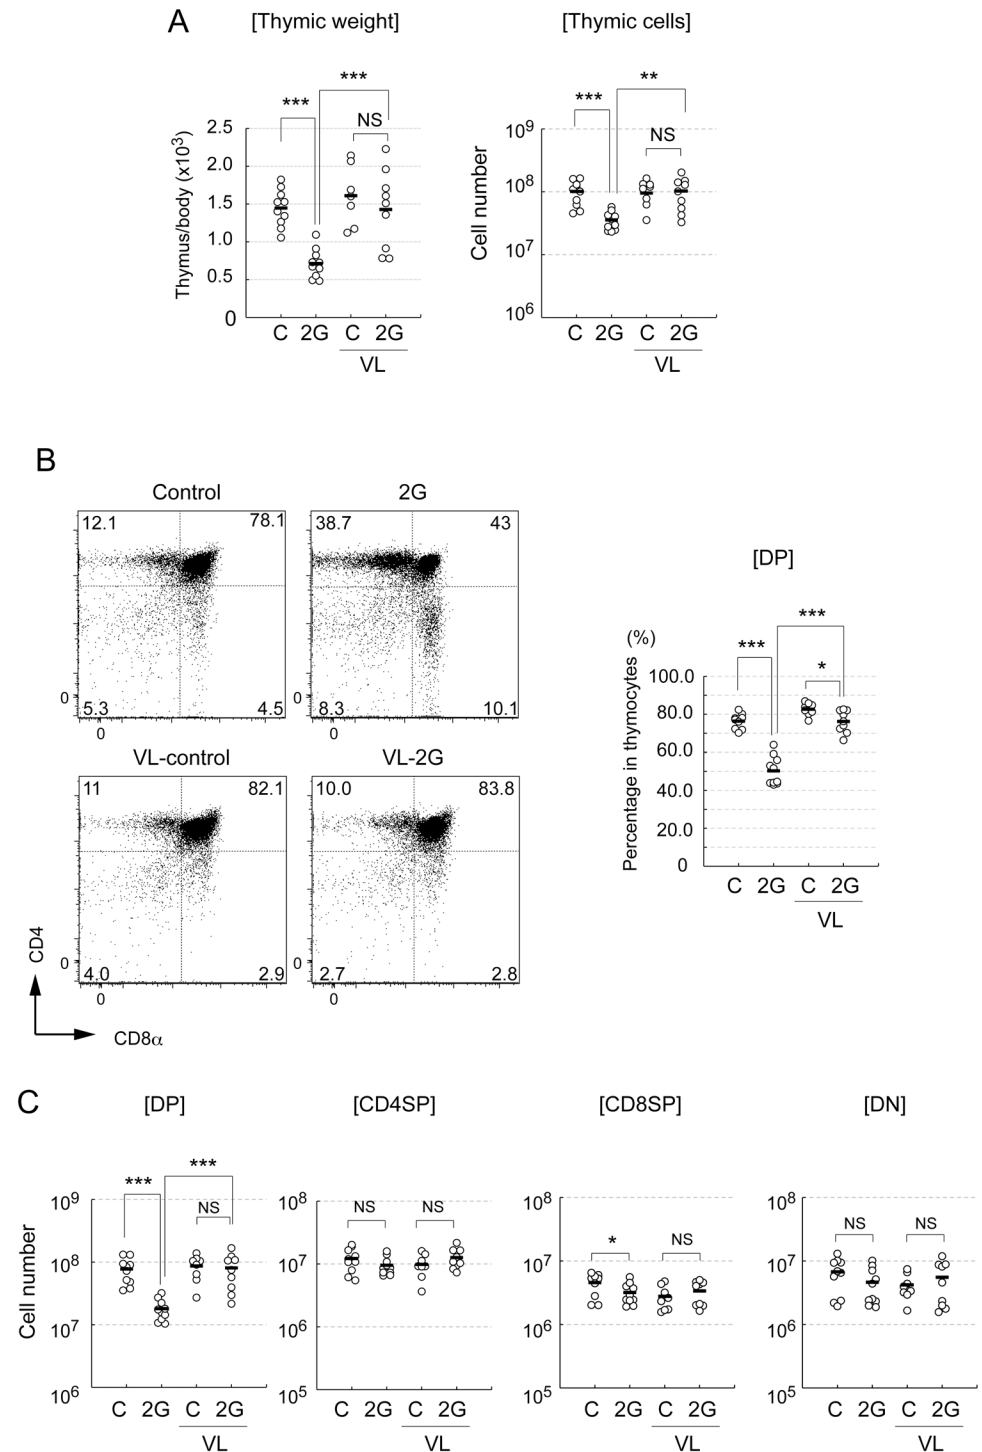 A
[Thymic weight]
[Thymic cells]
***
***
NS
***
**
NS
Thymus/body (x10³)
2.5
2.0
1.5
1.0
0.5
0
C 2G C 2G
VL
Cell number
10⁹
10⁸
10⁷
10⁶
C 2G C 2G
VL
B
Control
2G
12.1 78.1
5.3 4.5
0
0
38.7 43
8.3 10.1
0
0
VL-control
VL-2G
11 82.1
4.0 2.9
0
0
10.0 83.8
2.7 2.8
0
0
CD4
CD8α
[DP]
(%)
***
***
*
Percentage in thymocytes
100.0
80.0
60.0
40.0
20.0
0
C 2G C 2G
VL
C
[DP]
[CD4SP]
[CD8SP]
[DN]
Cell number
***
***
NS
10⁹
10⁸
10⁷
10⁶
C 2G C 2G
VL
NS NS
10⁸
10⁷
10⁶
10⁵
C 2G C 2G
VL
* NS
10⁸
10⁷
10⁶
10⁵
C 2G C 2G
VL
NS NS
10⁸
10⁷
10⁶
10⁵
C 2G C 2G
VL